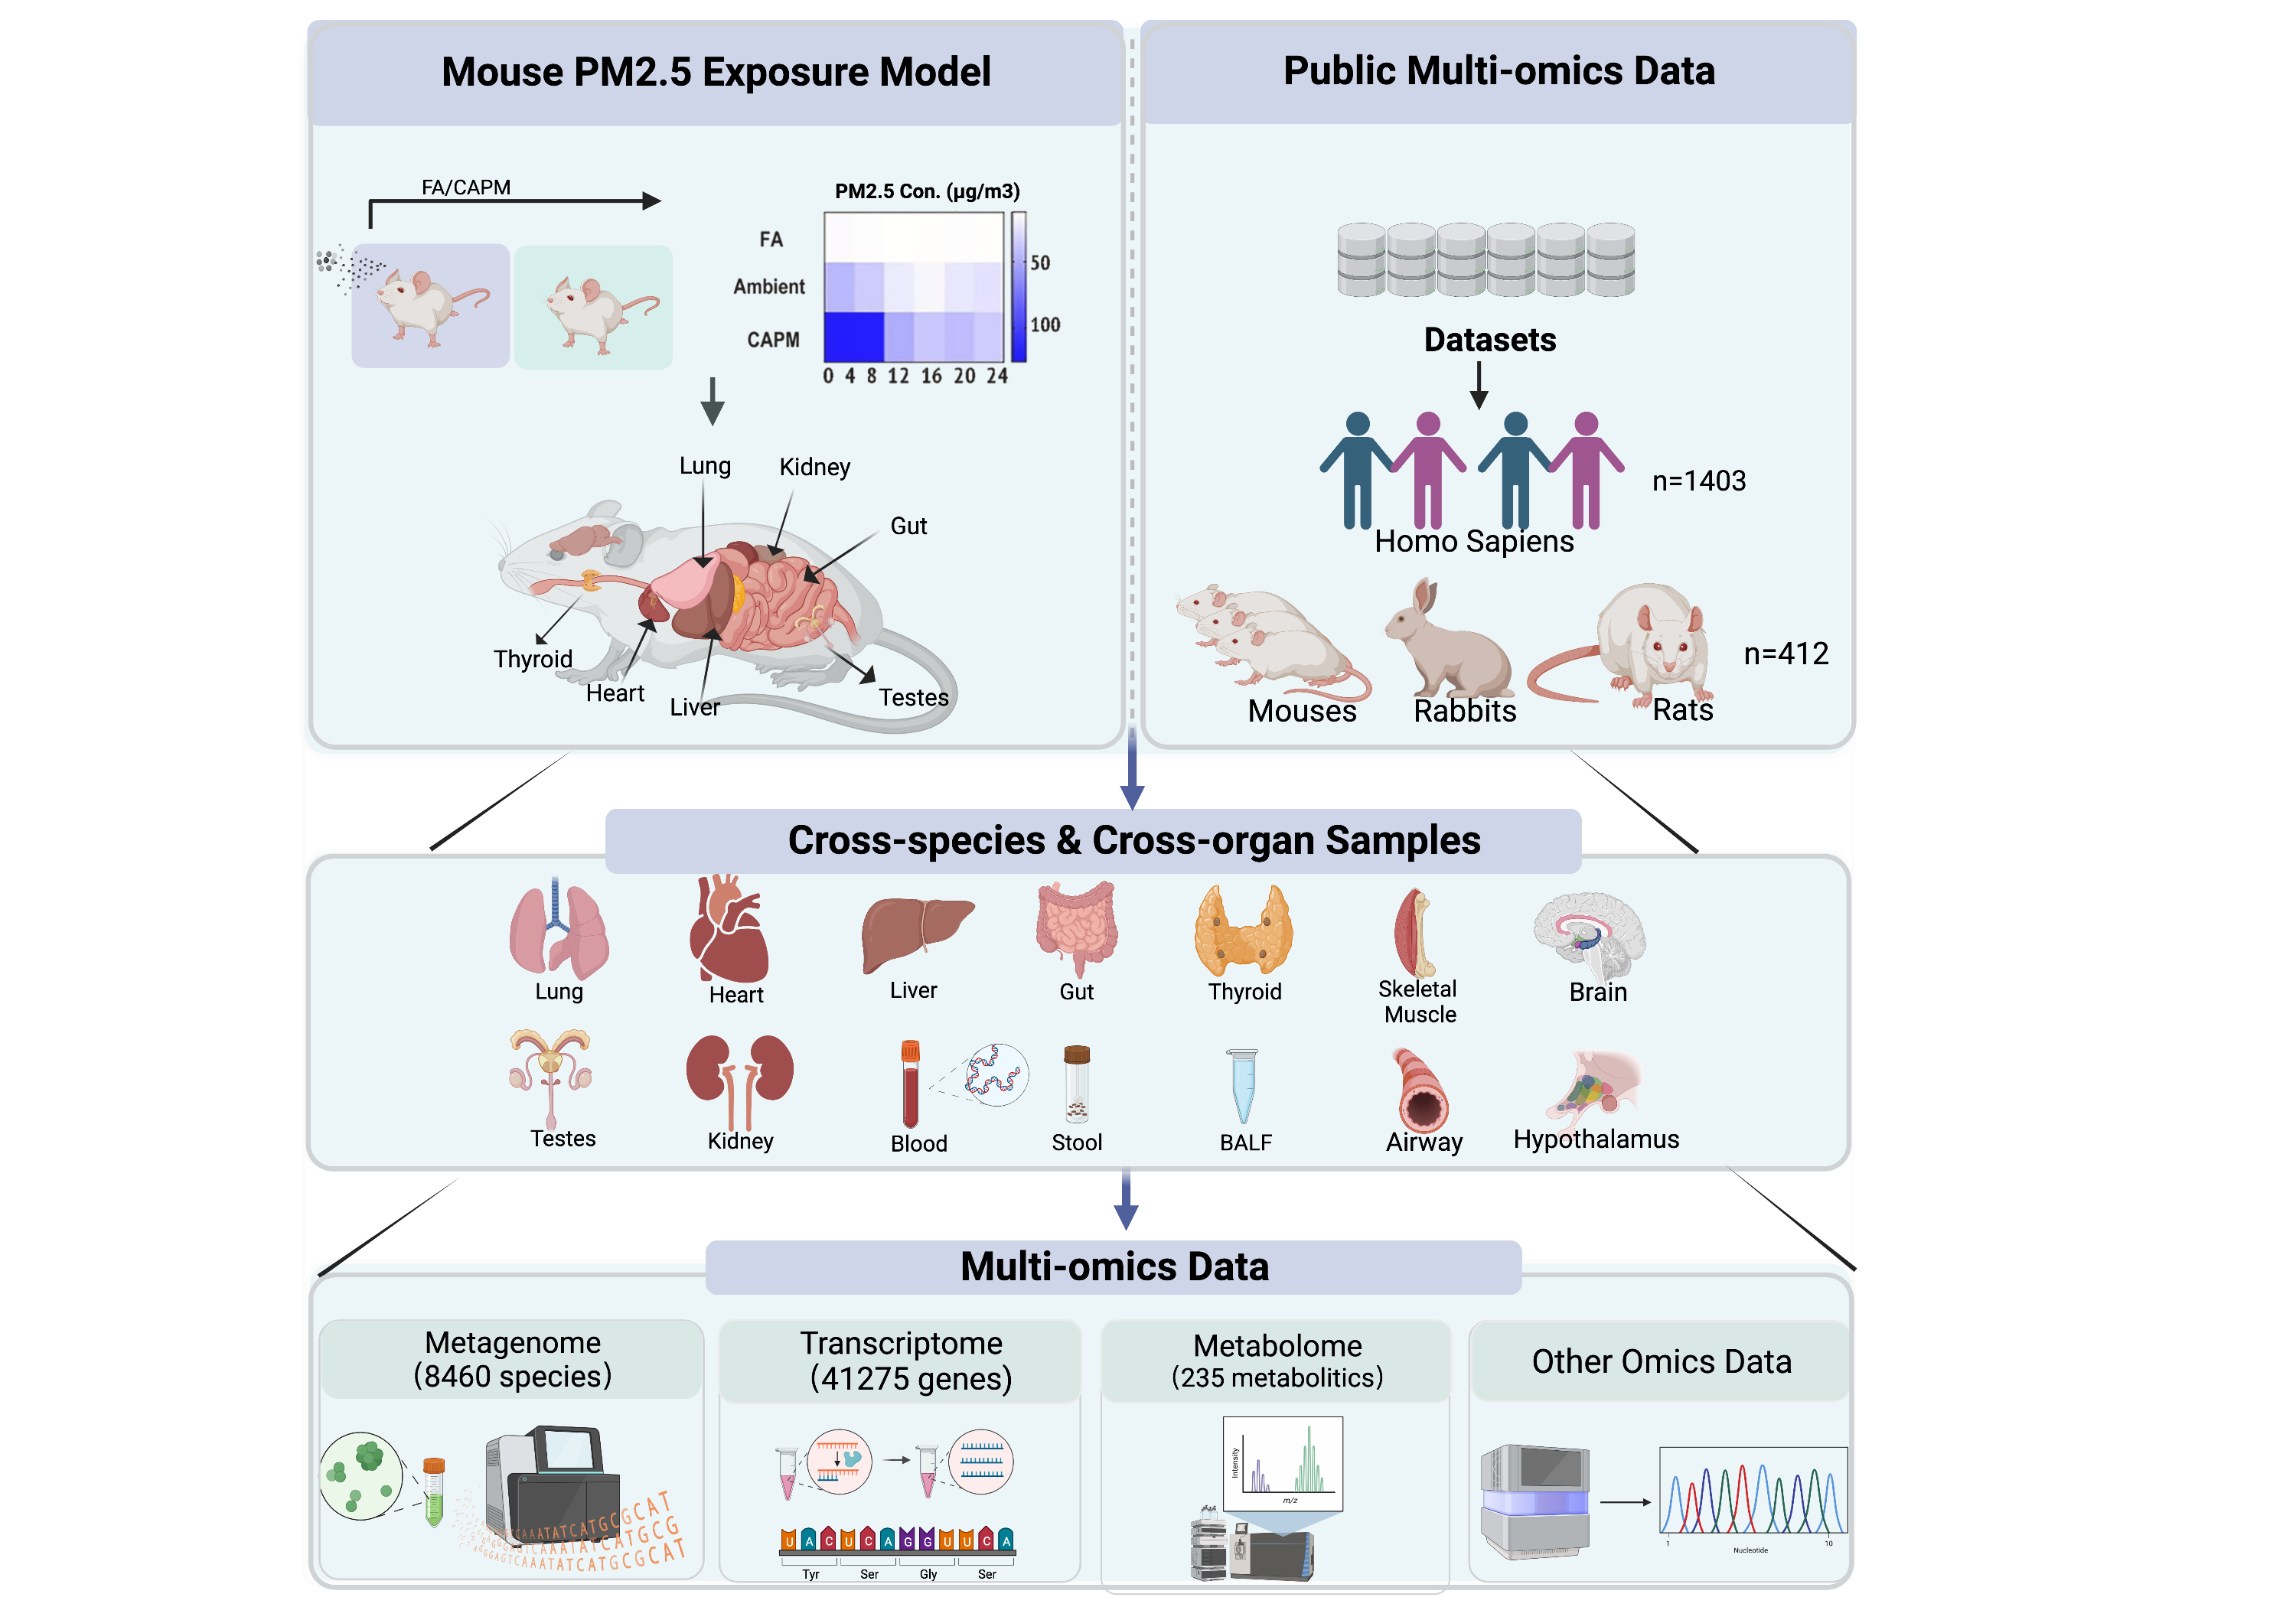 Mouse PM2.5 Exposure Model
FA/CAPM
PM2.5 Con. (μg/m3)
FA
Ambient
CAPM
50
100
0 4 8 12 16 20 24
Lung
Kidney
Gut
Thyroid
Heart
Liver
Testes
Public Multi-omics Data
Datasets
n=1403
Homo Sapiens
n=412
Mouses
Rabbits
Rats
Cross-species & Cross-organ Samples
Lung
Heart
Liver
Gut
Thyroid
Skeletal
Muscle
Brain
Testes
Kidney
Blood
Stool
BALF
Airway
Hypothalamus
Multi-omics Data
Metagenome
(8460 species)
Transcriptome
(41275 genes)
U A C U C A G G U U C A
Tyr Ser Gly Ser
Metabolome
(235 metabolitics)
Intensity
m/z
Other Omics Data
1
10
Nucleotide